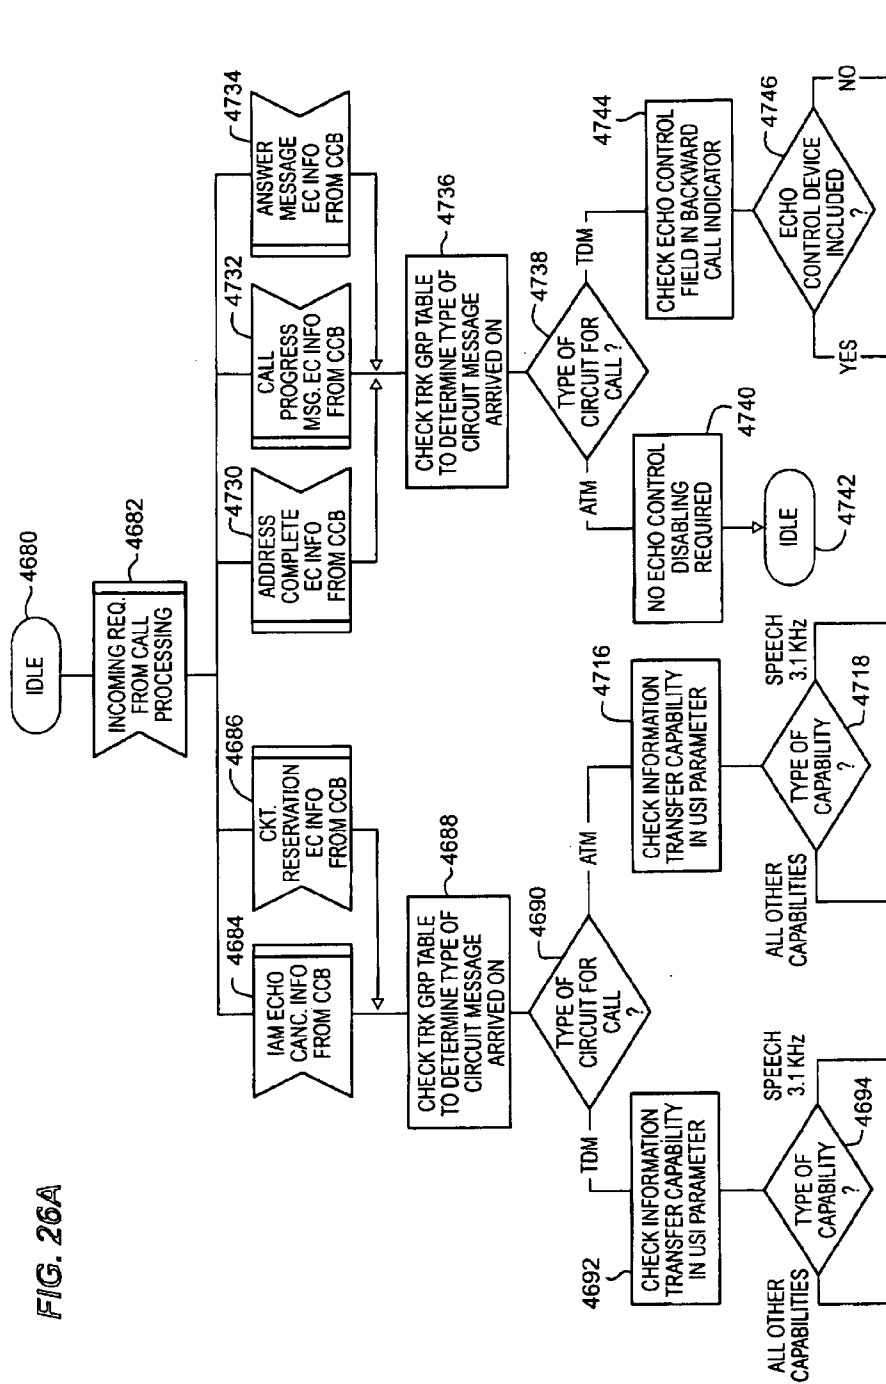 FIG. 26A
IDLE
4680
INCOMING REQ.
FROM CALL
PROCESSING
4682
IAM ECHO
CANC. INFO
FROM CCB
4684
CKT.
RESERVATION
EC INFO
FROM CCB
4686
ADDRESS
COMPLETE
EC INFO
FROM CCB
4730
CALL
PROGRESS
MSG. EC INFO
FROM CCB
4732
ANSWER
MESSAGE
EC INFO
FROM CCB
4734
CHECK TRK GRP TABLE
TO DETERMINE TYPE OF
CIRCUIT MESSAGE
ARRIVED ON
4688
CHECK TRK GRP TABLE
TO DETERMINE TYPE OF
CIRCUIT MESSAGE
ARRIVED ON
4736
TYPE OF
CIRCUIT FOR
CALL
?
4690
TDM
ATM
TYPE OF
CIRCUIT FOR
CALL ?
4738
ATM
TDM
4692
CHECK INFORMATION
TRANSFER CAPABILITY
IN USI PARAMETER
CHECK INFORMATION
TRANSFER CAPABILITY
IN USI PARAMETER
4716
NO ECHO CONTROL
DISABLING
REQUIRED
4740
CHECK ECHO CONTROL
FIELD IN BACKWARD
CALL INDICATOR
4744
ALL OTHER
CAPABILITIES
TYPE OF
CAPABILITY
?
SPEECH
3.1 KHz
4694
ALL OTHER
CAPABILITIES
TYPE OF
CAPABILITY
?
SPEECH
3.1 KHz
4718
IDLE
4742
ECHO
CONTROL DEVICE
INCLUDED
?
4746
YES
NO